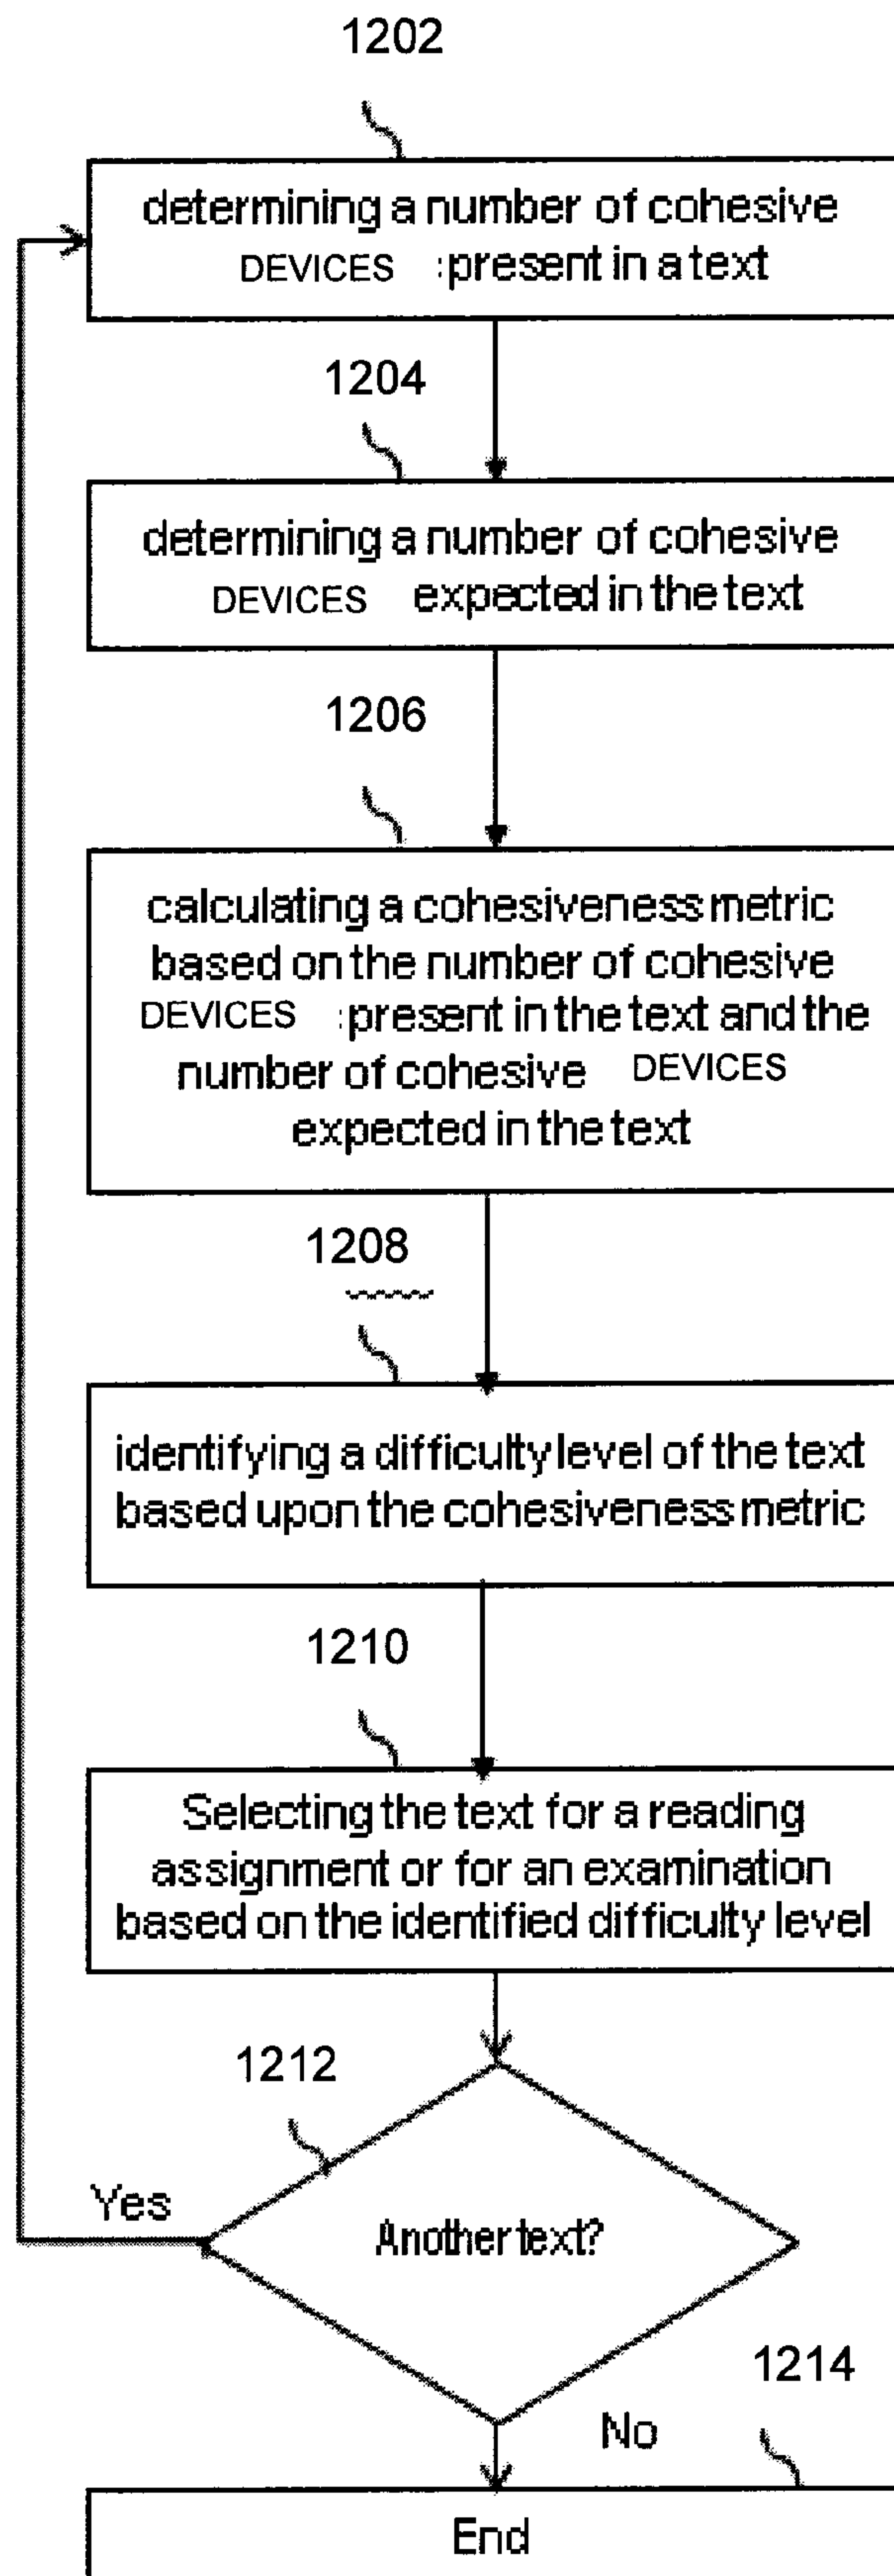 1202
determining a number of cohesive
DEVICES :present in a text
1204
determining a number of cohesive
DEVICES expected in the text
1206
calculating a cohesiveness metric
based on the number of cohesive
DEVICES :present in the text and the
number of cohesive DEVICES
expected in the text
1208
identifying a difficulty level of the text
based upon the cohesiveness metric
1210
Selecting the text for a reading
assignment or for an examination
based on the identified difficulty level
1212
Yes
Another text?
1214
No
End